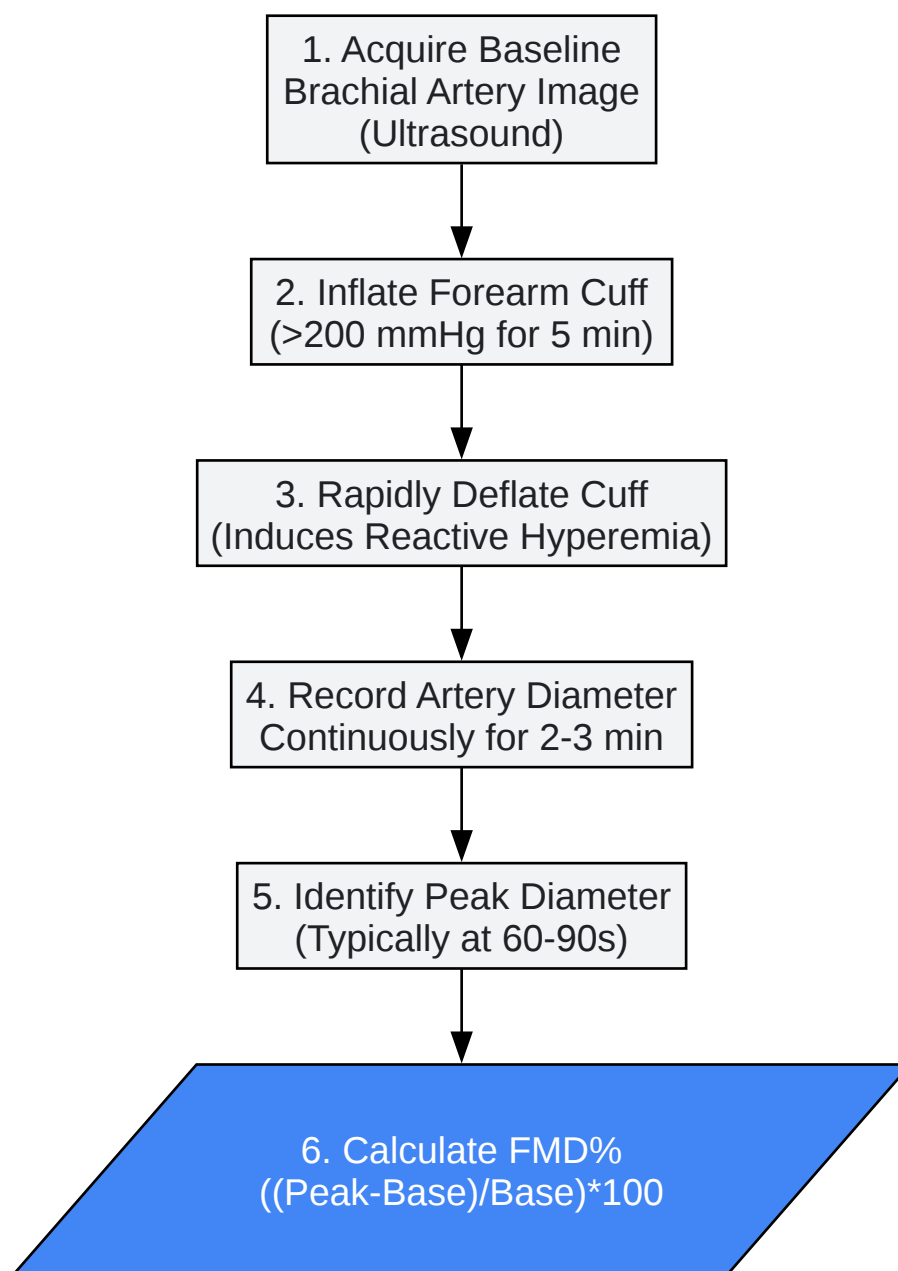 1. Acquire Baseline
Brachial Artery Image
(Ultrasound)
2. Inflate Forearm Cuff
(>200 mmHg for 5 min)
3. Rapidly Deflate Cuff
(Induces Reactive Hyperemia)
4. Record Artery Diameter
Continuously for 2-3 min
5. Identify Peak Diameter
(Typically at 60-90s)
6. Calculate FMD%
((Peak-Base)/Base)*100